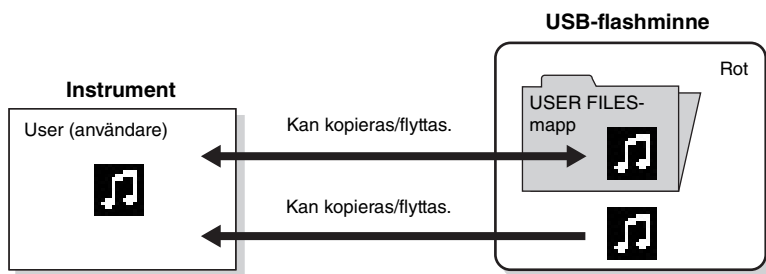 USB-flashminne
Instrument
Rot
User (användare)
USER FILES-
mapp
Kan kopieras/flyttas.
Kan kopieras/flyttas.